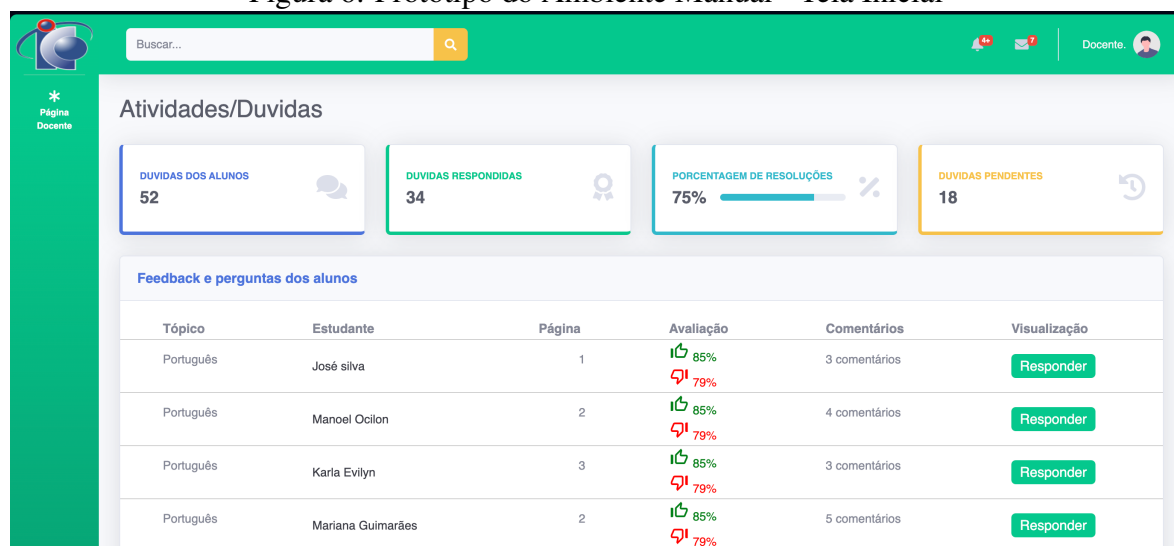 Figura 6: Protótipo do Ambiente Manual - Tela Inicial
Buscar...
4+
7
Docente.
Página
Docente
Atividades/Duvidas
DUVIDAS DOS ALUNOS
52
DUVIDAS RESPONDIDAS
34
PORCENTAGEM DE RESOLUÇÕES
75%
DUVIDAS PENDENTES
18
Feedback e perguntas dos alunos
Tópico Estudante Página Avaliação Comentários Visualização
Português José silva 1 85% 79% 3 comentários Responder
Português Manoel Ocilon 2 85% 79% 4 comentários Responder
Português Karla Evilyn 3 85% 79% 3 comentários Responder
Português Mariana Guimarães 2 85% 79% 5 comentários Responder